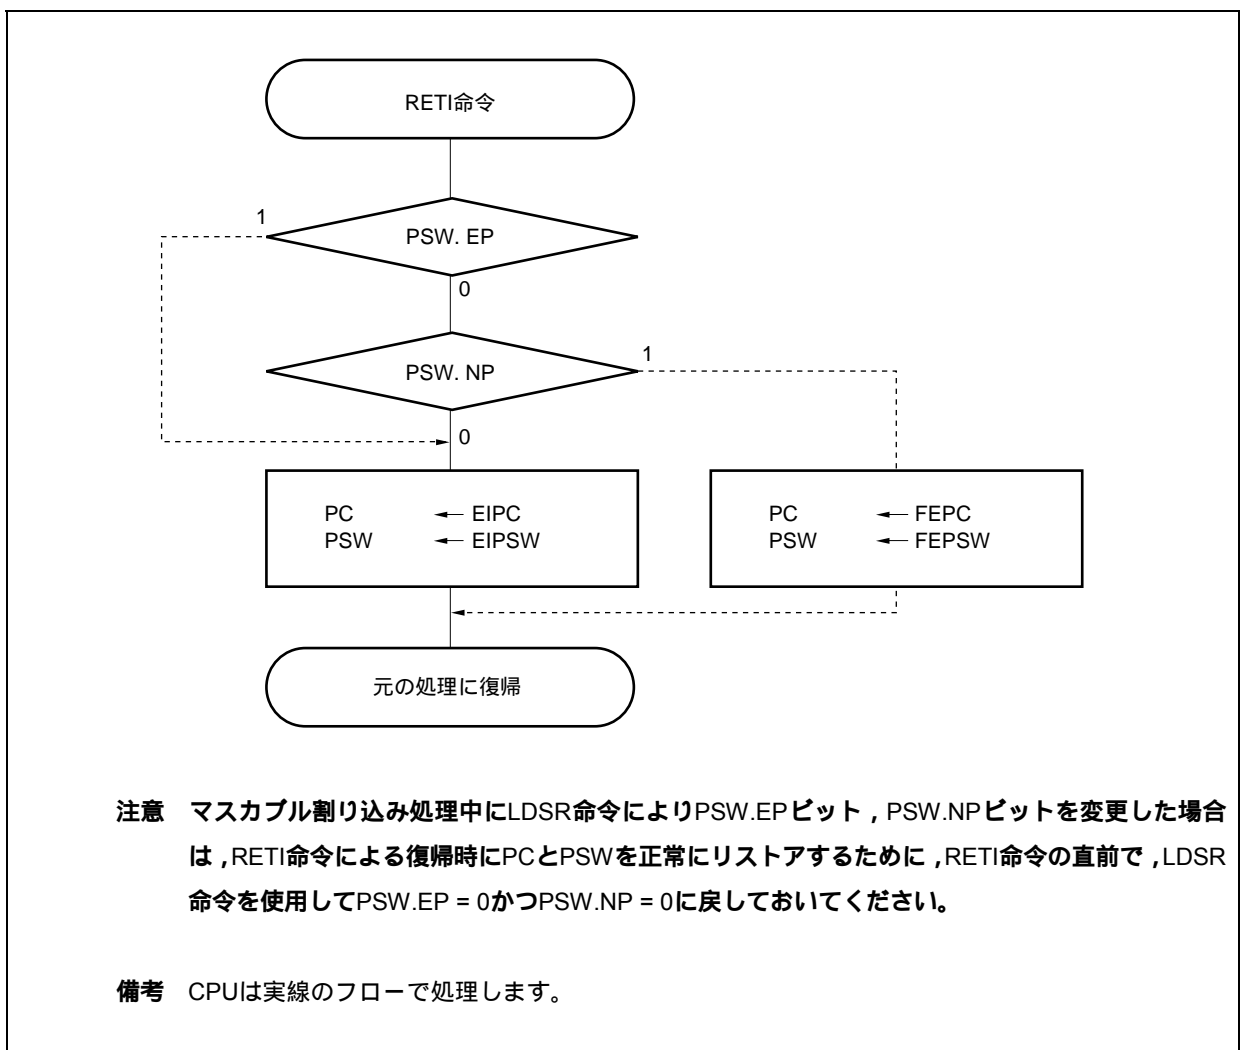 RETI命令
1
PSW. EP
0
1
PSW. NP
0
PC ← EIPC
PSW ← EIPSW
PC ← FEPC
PSW ← FEPSW
元の処理に復帰
注意 マスカブル割り込み処理中にLDSR命令によりPSW.EPビット，PSW.NPビットを変更した場合
は，RETI命令による復帰時にPCとPSWを正常にリストアするために，RETI命令の直前で，LDSR
命令を使用してPSW.EP = 0かつPSW.NP = 0に戻しておいてください。
備考 CPUは実線のフローで処理します。